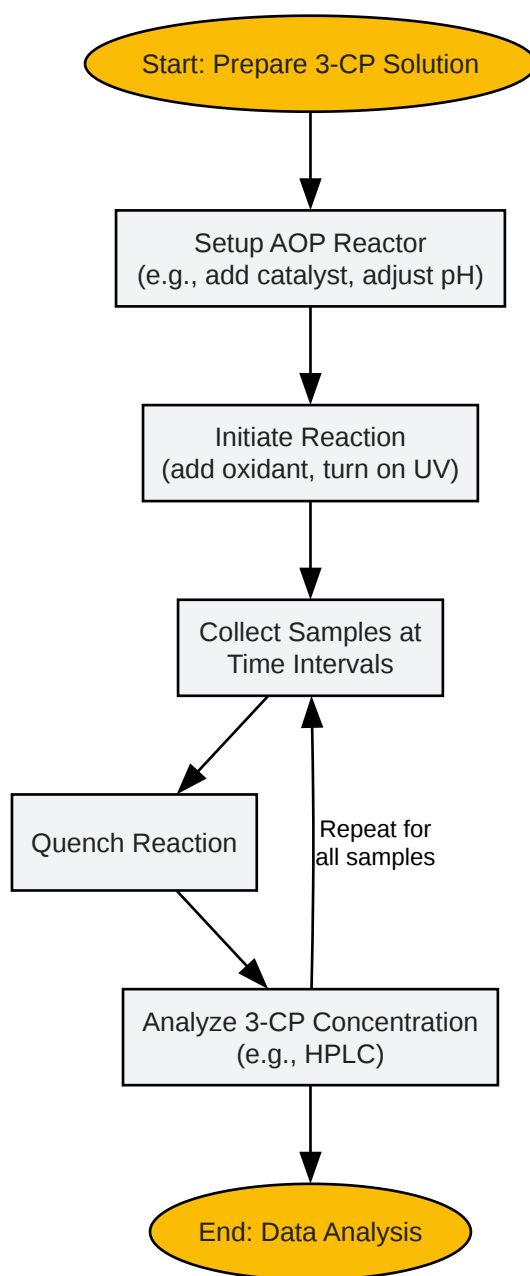 Start: Prepare 3-CP Solution
Setup AOP Reactor
(e.g., add catalyst, adjust pH)
Initiate Reaction
(add oxidant, turn on UV)
Collect Samples at
Time Intervals
Quench Reaction
Repeat for
all samples
Analyze 3-CP Concentration
(e.g., HPLC)
End: Data Analysis